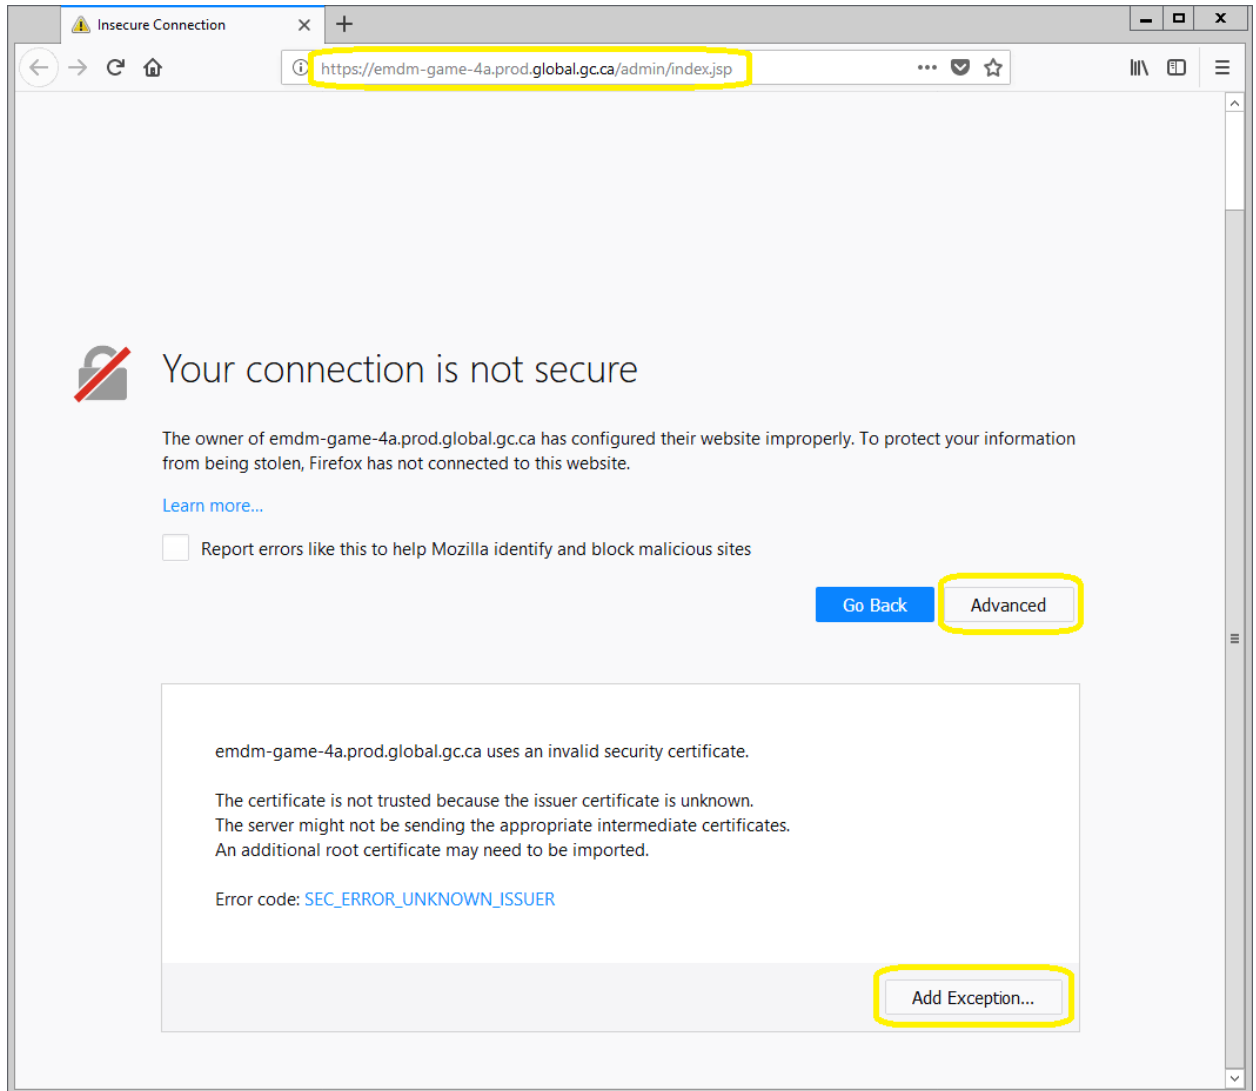 Insecure Connection
https://emdm-game-4a.prod.global.gc.ca/admin/index.jsp
Your connection is not secure
The owner of emdm-game-4a.prod.global.gc.ca has configured their website improperly. To protect your information
from being stolen, Firefox has not connected to this website.
Learn more...
Report errors like this to help Mozilla identify and block malicious sites
Go Back
Advanced
emdm-game-4a.prod.global.gc.ca uses an invalid security certificate.
The certificate is not trusted because the issuer certificate is unknown.
The server might not be sending the appropriate intermediate certificates.
An additional root certificate may need to be imported.
Error code: SEC_ERROR_UNKNOWN_ISSUER
Add Exception...